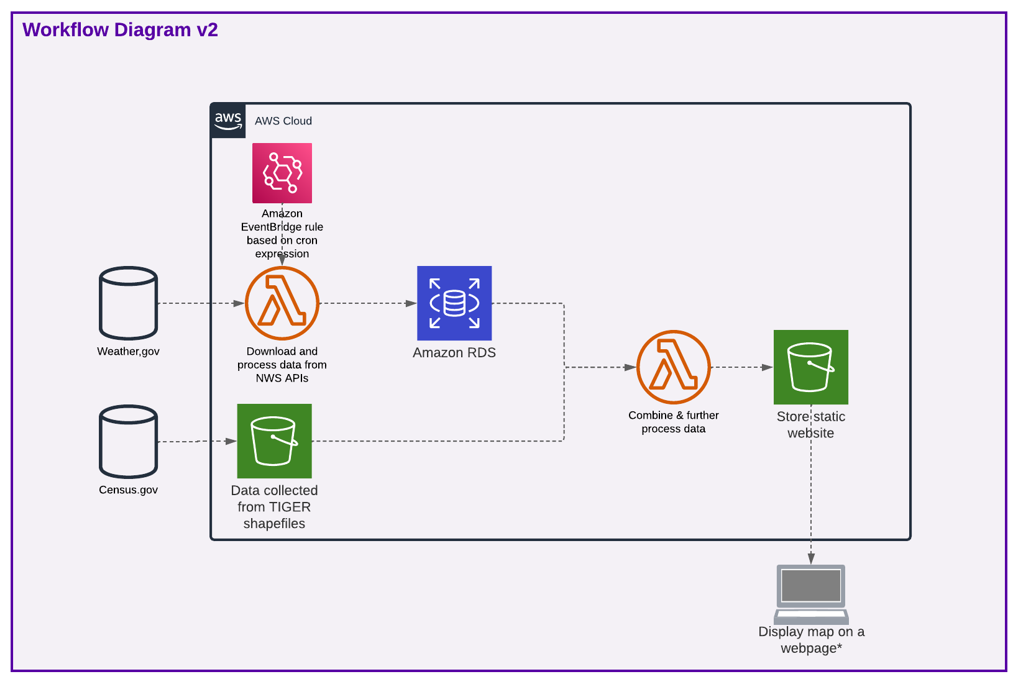 Workflow Diagram v2
aws
AWS Cloud
Amazon
EventBridge rule
based on cron
expression
Weather,gov
Download and
process data from
NWS APIs
Amazon RDS
Census.gov
Data collected
from TIGER
shapefiles
Combine & further
process data
Store static
website
Display map on a
webpage*